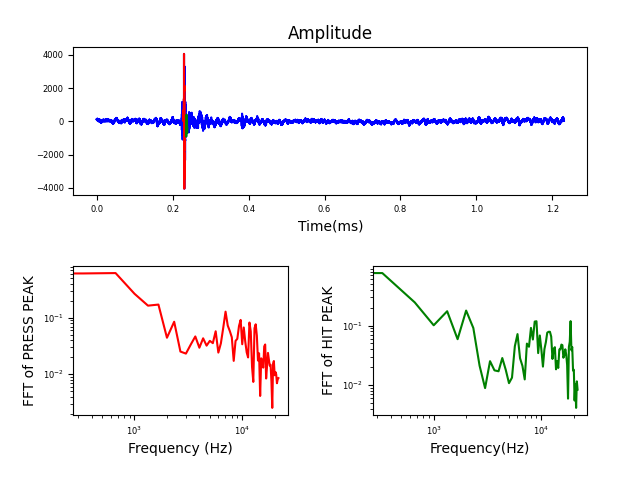 Amplitude
4000
2000
0
−2000
−4000
0.0 0.2 0.4 0.6 0.8 1.0 1.2
Time(ms)
FFT of PRESS PEAK
10⁻¹
10⁻²
10³ 10⁴
Frequency (Hz)
FFT of HIT PEAK
10⁻¹
10⁻²
10³ 10⁴
Frequency(Hz)